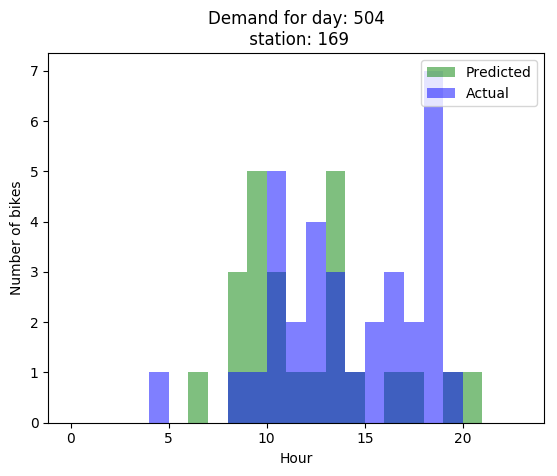 Demand for day: 504
station: 169
Predicted
Actual
Number of bikes
7
6
5
4
3
2
1
0
0 5 10 15 20
Hour